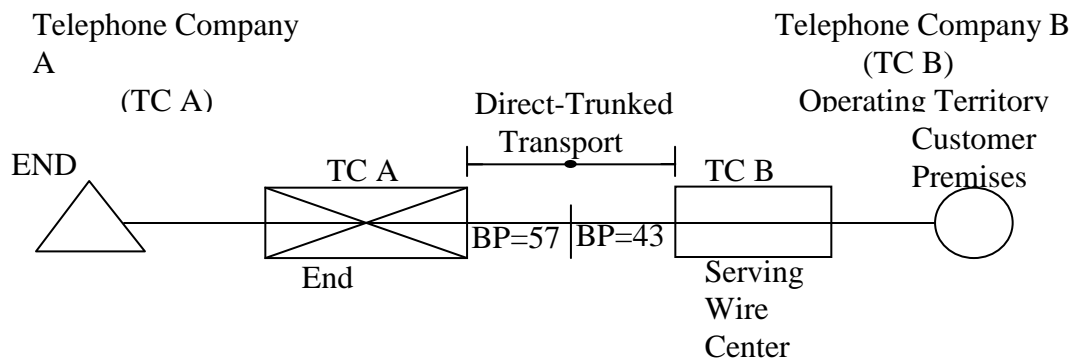 Telephone Company
A
(TC A)
Telephone Company B
(TC B)
Operating Territory
Direct-Trunked
Transport
Customer
Premises
END
TC A
TC B
BP=57
BP=43
End
Serving
Wire
Center